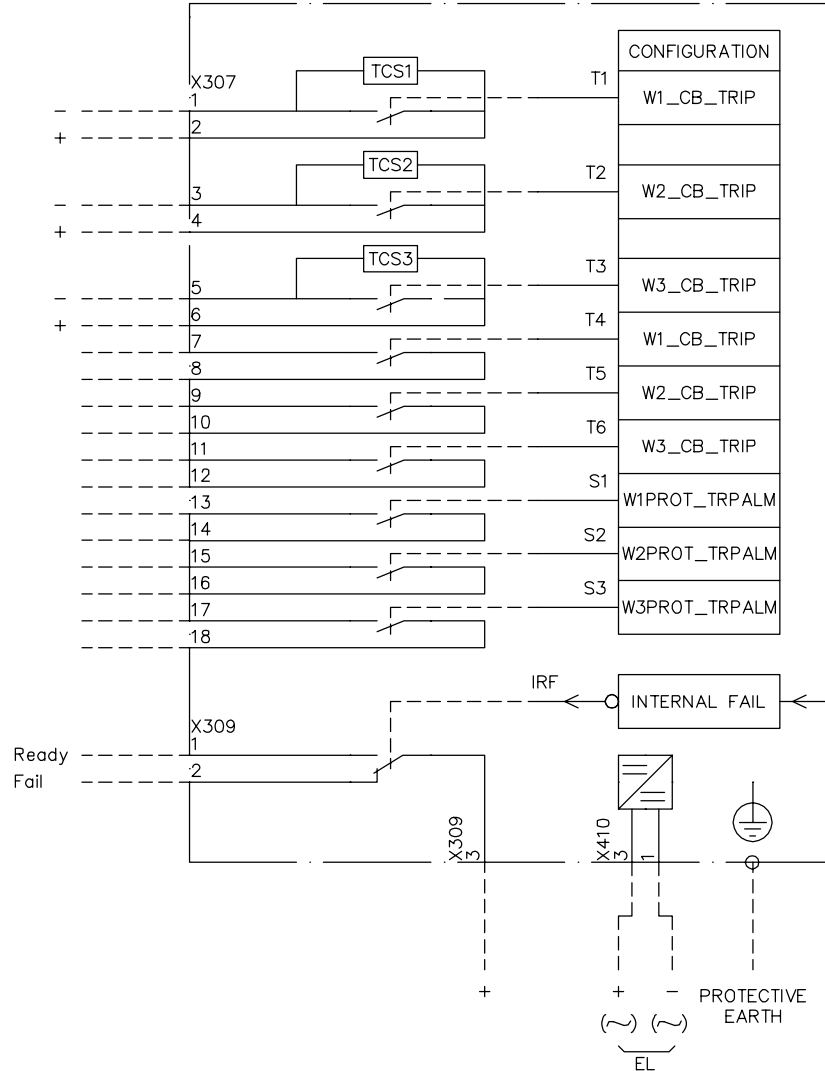 CONFIGURATION
TCS1
T1
X307
1
W1_CB_TRIP
−
2
+
TCS2
T2
3
W2_CB_TRIP
−
4
+
TCS3
T3
5
W3_CB_TRIP
−
6
+
T4
7
W1_CB_TRIP
8
T5
9
W2_CB_TRIP
10
T6
11
W3_CB_TRIP
12
S1
13
W1PROT_TRPALM
14
S2
15
W2PROT_TRPALM
16
S3
17
W3PROT_TRPALM
18
IRF
INTERNAL FAIL
X309
1
Ready
2
Fail
X309
3
X410
3
1
+
+
−
PROTECTIVE
EARTH
(~)
(~)
EL